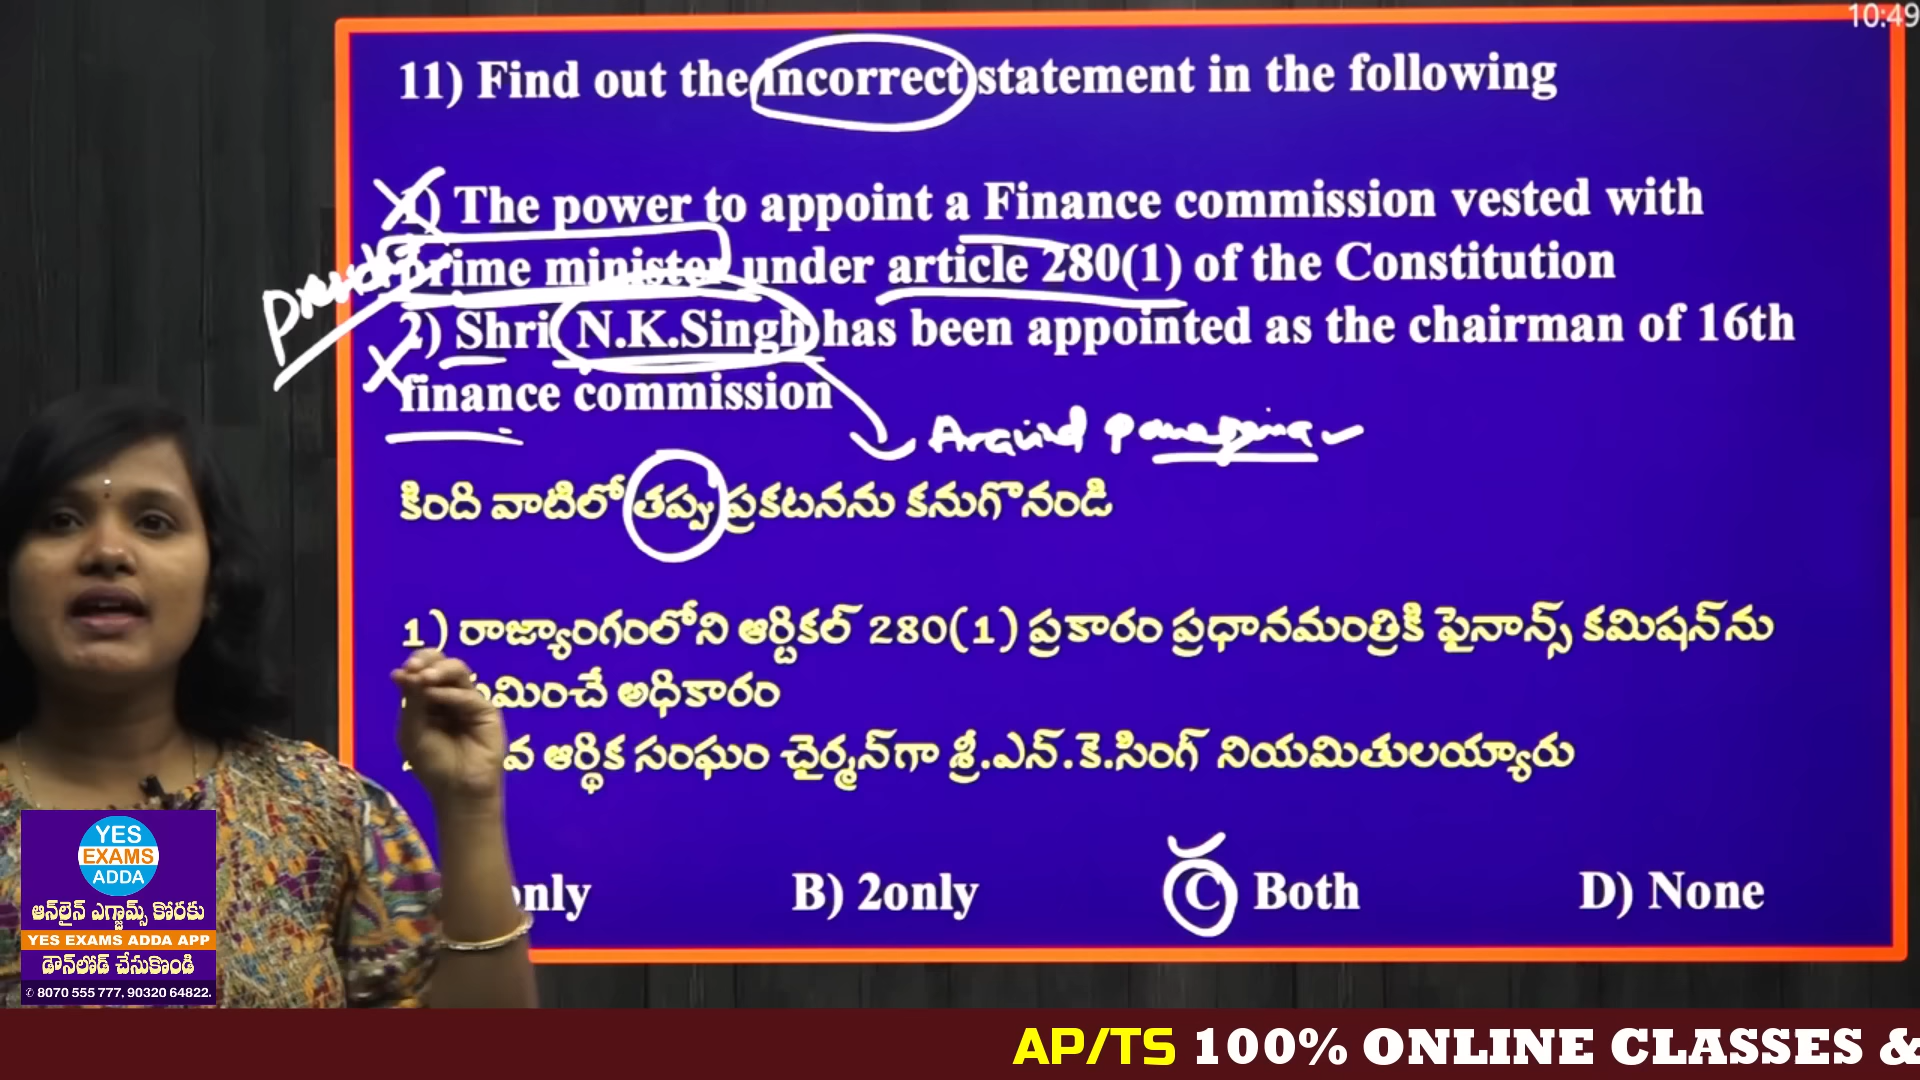 10:49
11) Find out the incorrect statement in the following
1) The power to appoint a Finance commission vested with
prime minister under article 280(1) of the Constitution
2) Shri N.K.Singh has been appointed as the chairman of 16th
finance commission
కింది వాటిలో తప్పు ప్రకటనను కనుగొనండి
1) రాజ్యాంగంలోని ఆర్టికల్ 280(1) ప్రకారం ప్రధానమంత్రికి ఫైనాన్స్ కమిషన్‌ను
అధికారం
ఆర్థిక సంఘం ఛైర్మన్‌గా శ్రీ.ఎన్.కె.సింగ్ నియమితులయ్యారు
B) 2only
C Both
D) None
YES
EXAMS
ADDA
ఆన్‌లైన్ ఎగ్జామ్స్ కొరకు
YES EXAMS ADDA APP
డౌన్‌లోడ్ చేసుకొండి
✆ 8070 555 777, 90320 64822.
AP/TS 100% ONLINE CLASSES &